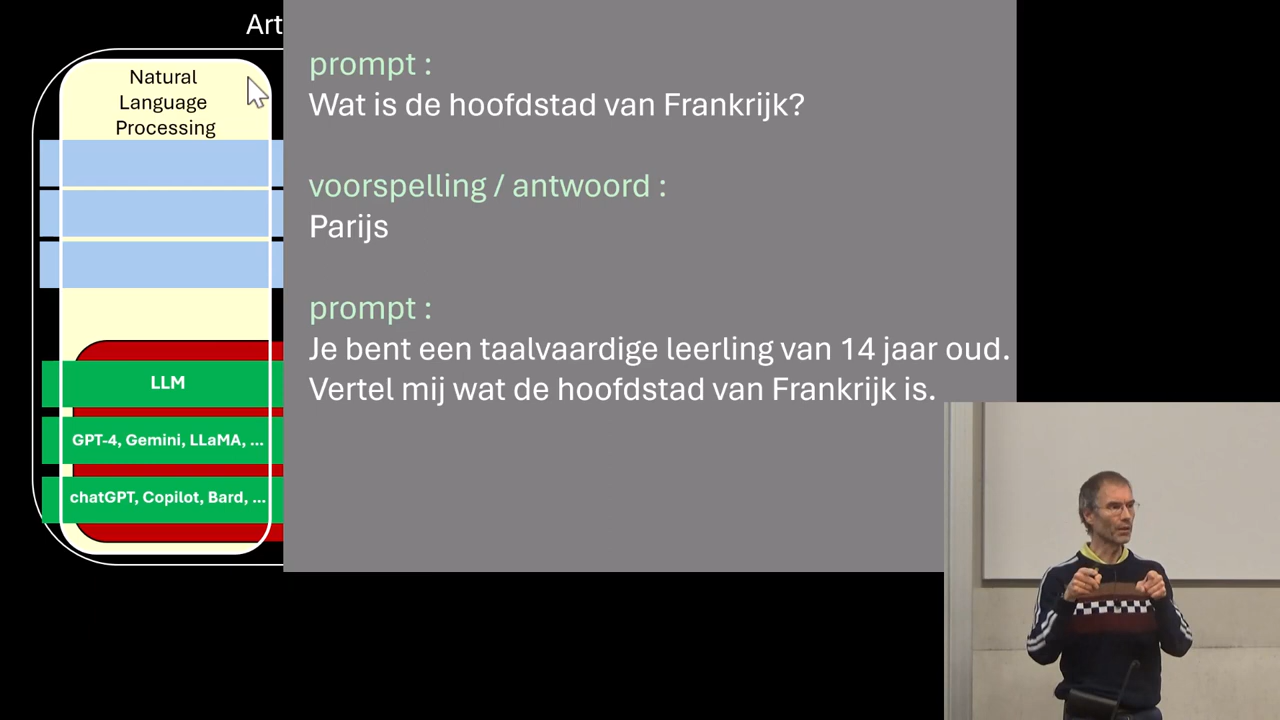 Art
Natural
Language
Processing
LLM
GPT-4, Gemini, LLaMA, ...
chatGPT, Copilot, Bard, ...
prompt :
Wat is de hoofdstad van Frankrijk?
voorspelling / antwoord :
Parijs
prompt :
Je bent een taalvaardige leerling van 14 jaar oud.
Vertel mij wat de hoofdstad van Frankrijk is.